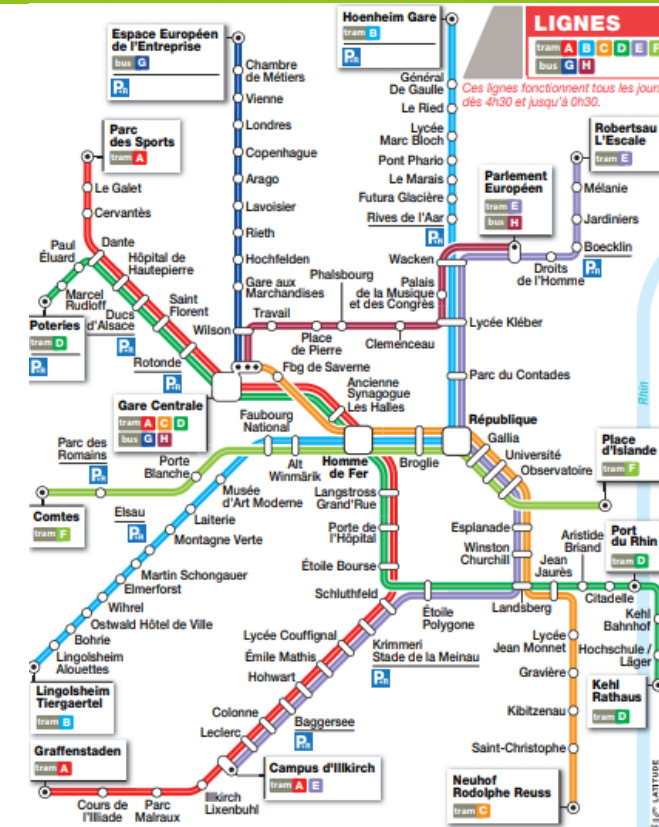 LIGNES
tram A B C D E F
bus G H
Ces lignes fonctionnent tous les jours
dès 4h30 et jusqu'à 0h30.
Espace Européen
de l'Entreprise
bus G
P+R
Hoenheim Gare
tram B
P+R
Chambre
de Métiers
Vienne
Londres
Copenhague
Arago
Lavoisier
Rieth
Hochfelden
Gare aux
Marchandises
Wilson
Général
De Gaulle
Le Ried
Lycée
Marc Bloch
Pont Phario
Le Marais
Futura Glacière
Rives de l'Aar
P+R
Wacken
Robertsau
L'Escale
tram E
Mélanie
Jardiniers
Boecklin
P+R
Droits
de l'Homme
Parlement
Européen
tram E
bus H
Parc
des Sports
tram A
Le Galet
Cervantès
Dante
Paul
Éluard
Marcel
Rudloff
Poteries
tram D
P+R
Hôpital de
Hautepierre
Ducs
d'Alsace
P+R
Saint
Florent
Rotonde
P+R
Travail
Place
de Pierre
Phalsbourg
Clemenceau
Palais
de la Musique
et des Congrès
Lycée Kléber
Parc du Contades
Rhin
Gare Centrale
tram A C D
bus G H
Fbg de Saverne
Ancienne
Synagogue
Les Halles
Faubourg
National
Alt
Winmärik
Homme
de Fer
Broglie
République
Gallia
Université
Observatoire
Place
d'Islande
tram F
Parc des
Romains
P+R
Porte
Blanche
Comtes
tram F
Elsau
P+R
Musée
d'Art Moderne
Laiterie
Montagne Verte
Martin Schongauer
Elmerforst
Wihrel
Ostwald Hôtel de Ville
Bohrie
Lingolsheim
Alouettes
Lingolsheim
Tiergaertel
tram B
Langstross
Grand'Rue
Porte de
l'Hôpital
Étoile Bourse
Schluthfeld
Étoile
Polygone
Esplanade
Winston
Churchill
Landsberg
Jean
Jaurès
Aristide
Briand
Citadelle
Port
du Rhin
tram D
Kehl
Bahnhof
Hochschule /
Läger
Kehl
Rathaus
tram D
Lycée
Jean Monnet
Gravière
Kibitzenau
Saint-Christophe
Neuhof
Rodolphe Reuss
tram C
Lycée Couffignal
Émile Mathis
Hohwart
Krimmeri
Stade de la Meinau
P+R
Colonne
Leclerc
Baggersee
P+R
Campus d'Illkirch
tram A E
Illkirch
Lixenbuhl
Parc
Malraux
Cours de
l'Illiade
Graffenstaden
tram A
LATITUDE